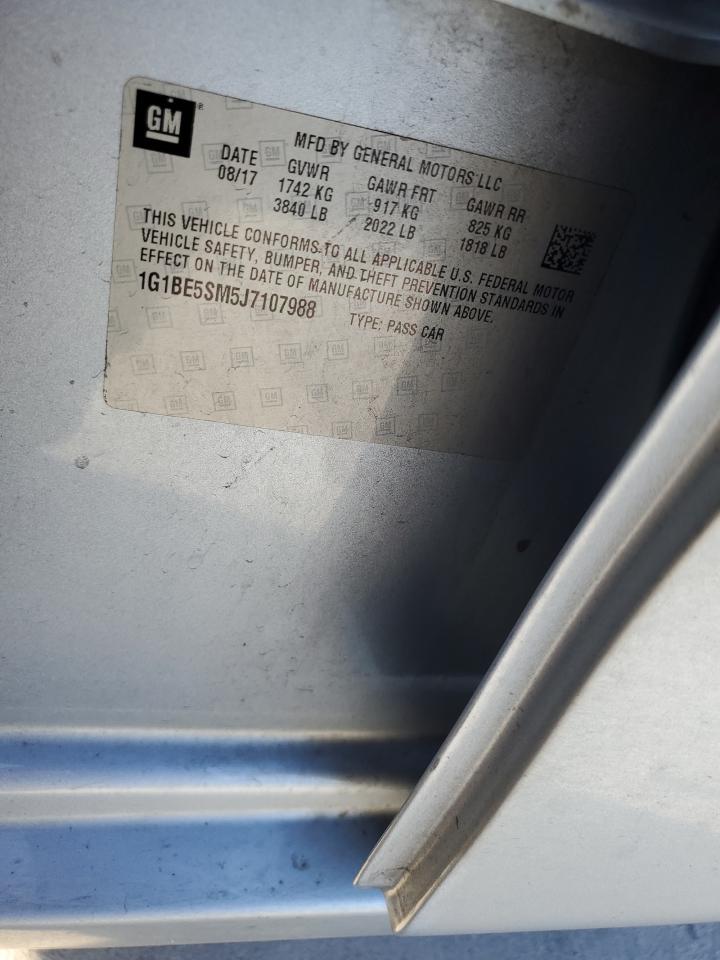 GM®
MFD BY GENERAL MOTORS LLC
DATE GVWR GAWR FRT GAWR RR
08/17 1742 KG 917 KG 825 KG
3840 LB 2022 LB 1818 LB
THIS VEHICLE CONFORMS TO ALL APPLICABLE U.S. FEDERAL MOTOR
VEHICLE SAFETY, BUMPER, AND THEFT PREVENTION STANDARDS IN
EFFECT ON THE DATE OF MANUFACTURE SHOWN ABOVE.
1G1BE5SM5J7107988 TYPE: PASS CAR